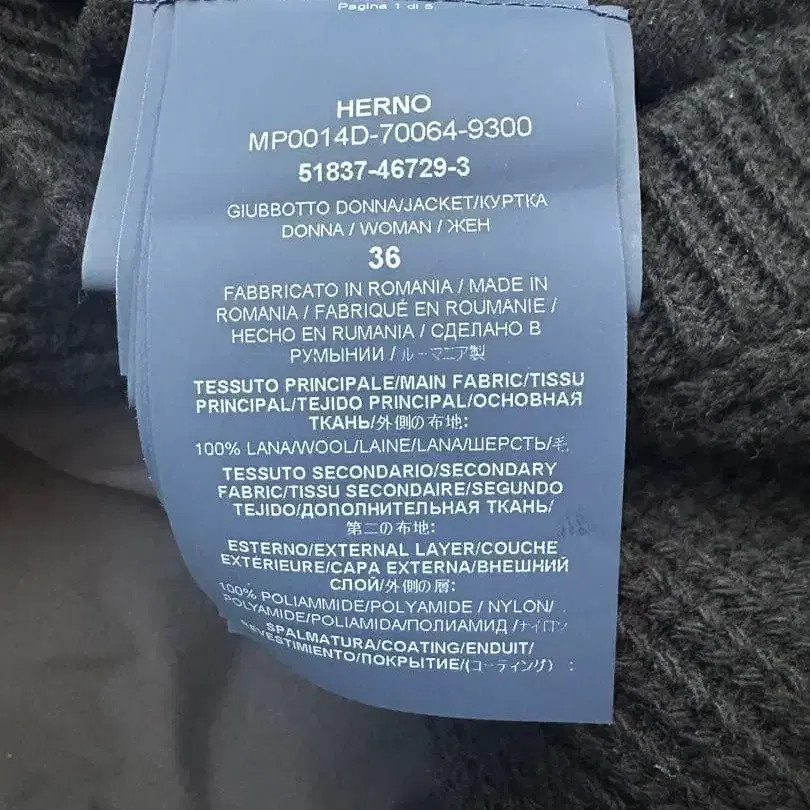 Pagina 1 di 5
HERNO
MP0014D-70064-9300
51837-46729-3
GIUBBOTTO DONNA/JACKET/КУРТКА
DONNA / WOMAN / ЖЕН
36
FABBRICATO IN ROMANIA / MADE IN
ROMANIA / FABRIQUÉ EN ROUMANIE /
HECHO EN RUMANIA / СДЕЛАНО В
РУМЫНИИ / ルーマニア製
TESSUTO PRINCIPALE/MAIN FABRIC/TISSU
PRINCIPAL/TEJIDO PRINCIPAL/ОСНОВНАЯ
ТКАНЬ/外側の布地:
100% LANA/WOOL/LAINE/LANA/ШЕРСТЬ/毛
TESSUTO SECONDARIO/SECONDARY
FABRIC/TISSU SECONDAIRE/SEGUNDO
TEJIDO/ДОПОЛНИТЕЛЬНАЯ ТКАНЬ/
第二の布地:
ESTERNO/EXTERNAL LAYER/COUCHE
EXTÉRIEURE/CAPA EXTERNA/ВНЕШНИЙ
СЛОЙ/外側の層:
100% POLIAMMIDE/POLYAMIDE / NYLON/
POLYAMIDE/POLIAMIDA/ПОЛИАМИД /ナイロン
SPALMATURA/COATING/ENDUIT/
REVESTIMIENTO/ПОКРЫТИЕ/(コーティング) :